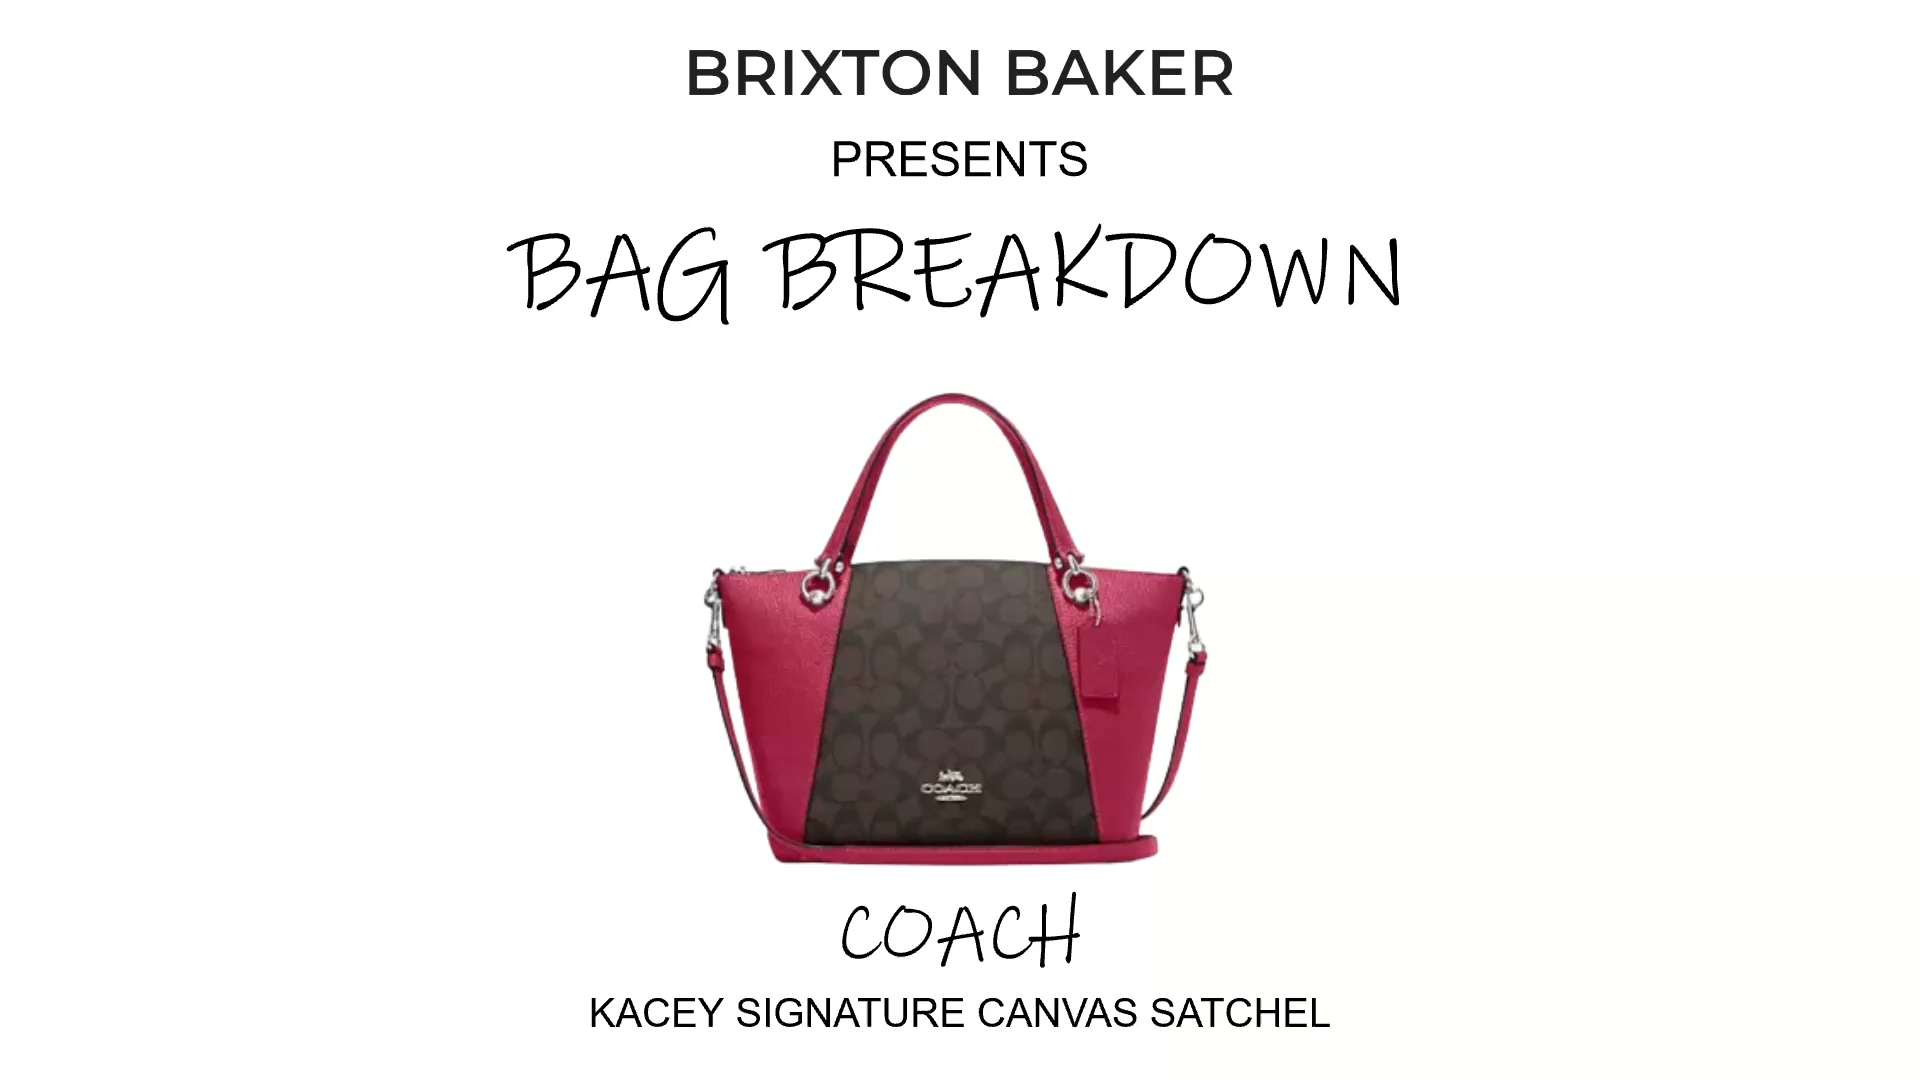 BRIXTON BAKER
PRESENTS
BAG BREAKDOWN
COACH
COACH
KACEY SIGNATURE CANVAS SATCHEL